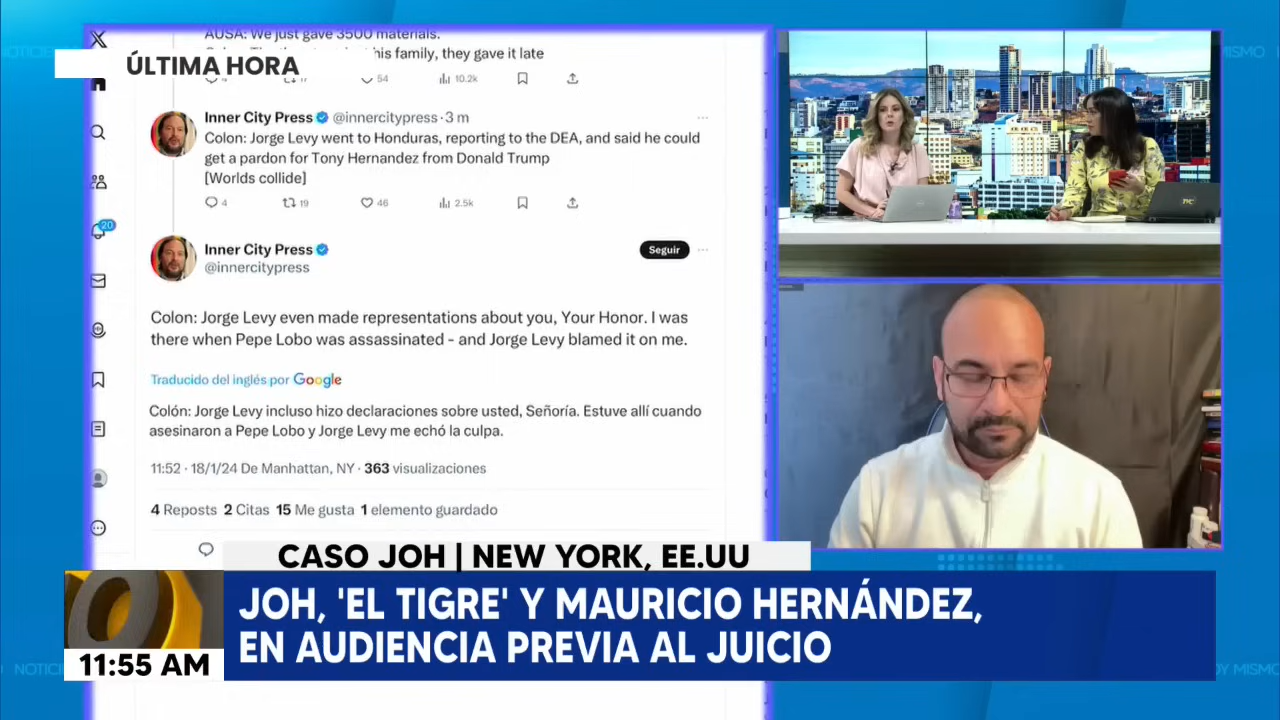 AUSA: We just gave 3500 materials.
his family, they gave it late
ÚLTIMA HORA
4
17
54
10.2k
Inner City Press @innercitypress · 3 m
Colon: Jorge Levy went to Honduras, reporting to the DEA, and said he could
get a pardon for Tony Hernandez from Donald Trump
[Worlds collide]
4
19
46
2.5k
20
Inner City Press
@innercitypress
Seguir
Colon: Jorge Levy even made representations about you, Your Honor. I was
there when Pepe Lobo was assassinated - and Jorge Levy blamed it on me.
Traducido del inglés por Google
Colón: Jorge Levy incluso hizo declaraciones sobre usted, Señoría. Estuve allí cuando
asesinaron a Pepe Lobo y Jorge Levy me echó la culpa.
11:52 · 18/1/24 De Manhattan, NY · 363 visualizaciones
4 Reposts 2 Citas 15 Me gusta 1 elemento guardado
CASO JOH | NEW YORK, EE.UU
JOH, 'EL TIGRE' Y MAURICIO HERNÁNDEZ,
EN AUDIENCIA PREVIA AL JUICIO
11:55 AM